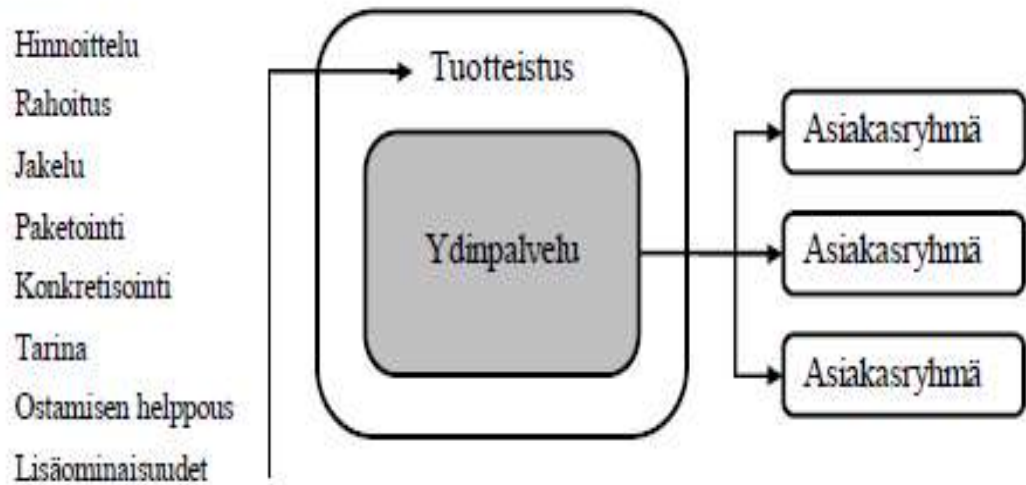 Hinnoittelu
Rahoitus
Jakelu
Paketointi
Konkretisointi
Tarina
Ostamisen helppous
Lisäominaisuudet
Tuotteistus
Ydinpalvelu
Asiakasryhmä
Asiakasryhmä
Asiakasryhmä